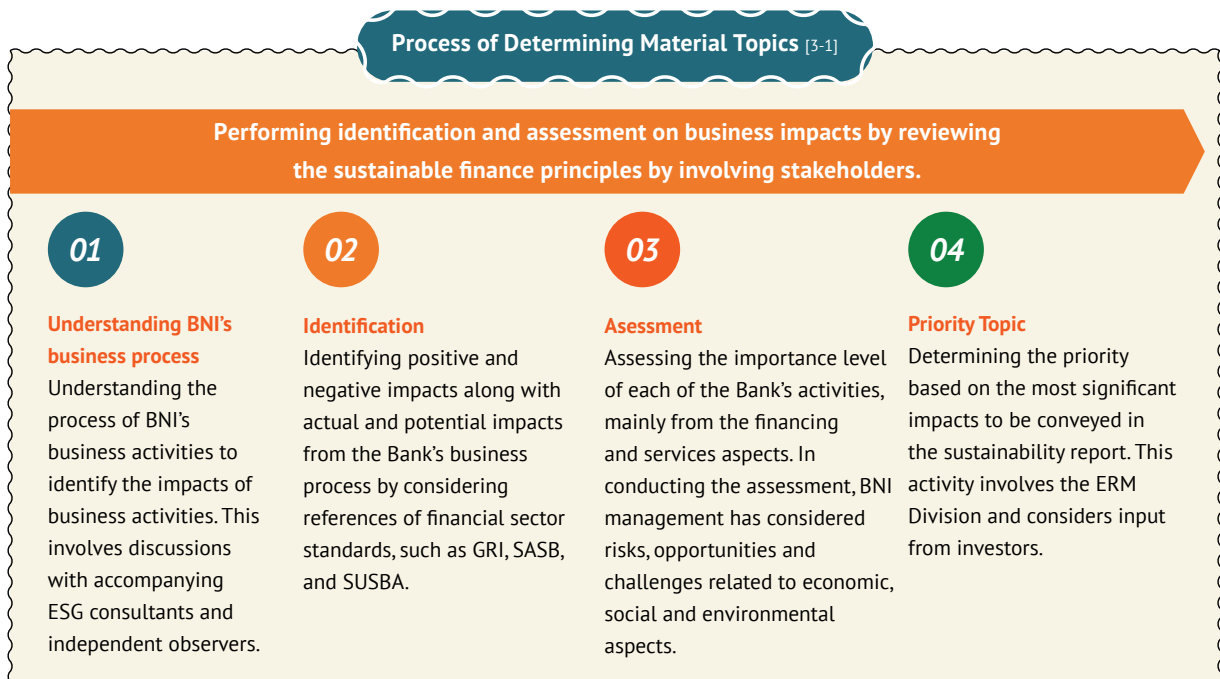 Process of Determining Material Topics [3-1]
Performing identification and assessment on business impacts by reviewing
the sustainable finance principles by involving stakeholders.
01
Understanding BNI's
business process
Understanding the
process of BNI's
business activities to
identify the impacts of
business activities. This
involves discussions
with accompanying
ESG consultants and
independent observers.
02
Identification
Identifying positive and
negative impacts along with
actual and potential impacts
from the Bank's business
process by considering
references of financial sector
standards, such as GRI, SASB,
and SUSBA.
03
Asessment
Assessing the importance level
of each of the Bank's activities,
mainly from the financing
and services aspects. In
conducting the assessment, BNI
management has considered
risks, opportunities and
challenges related to economic,
social and environmental
aspects.
04
Priority Topic
Determining the priority
based on the most significant
impacts to be conveyed in
the sustainability report. This
activity involves the ERM
Division and considers input
from investors.